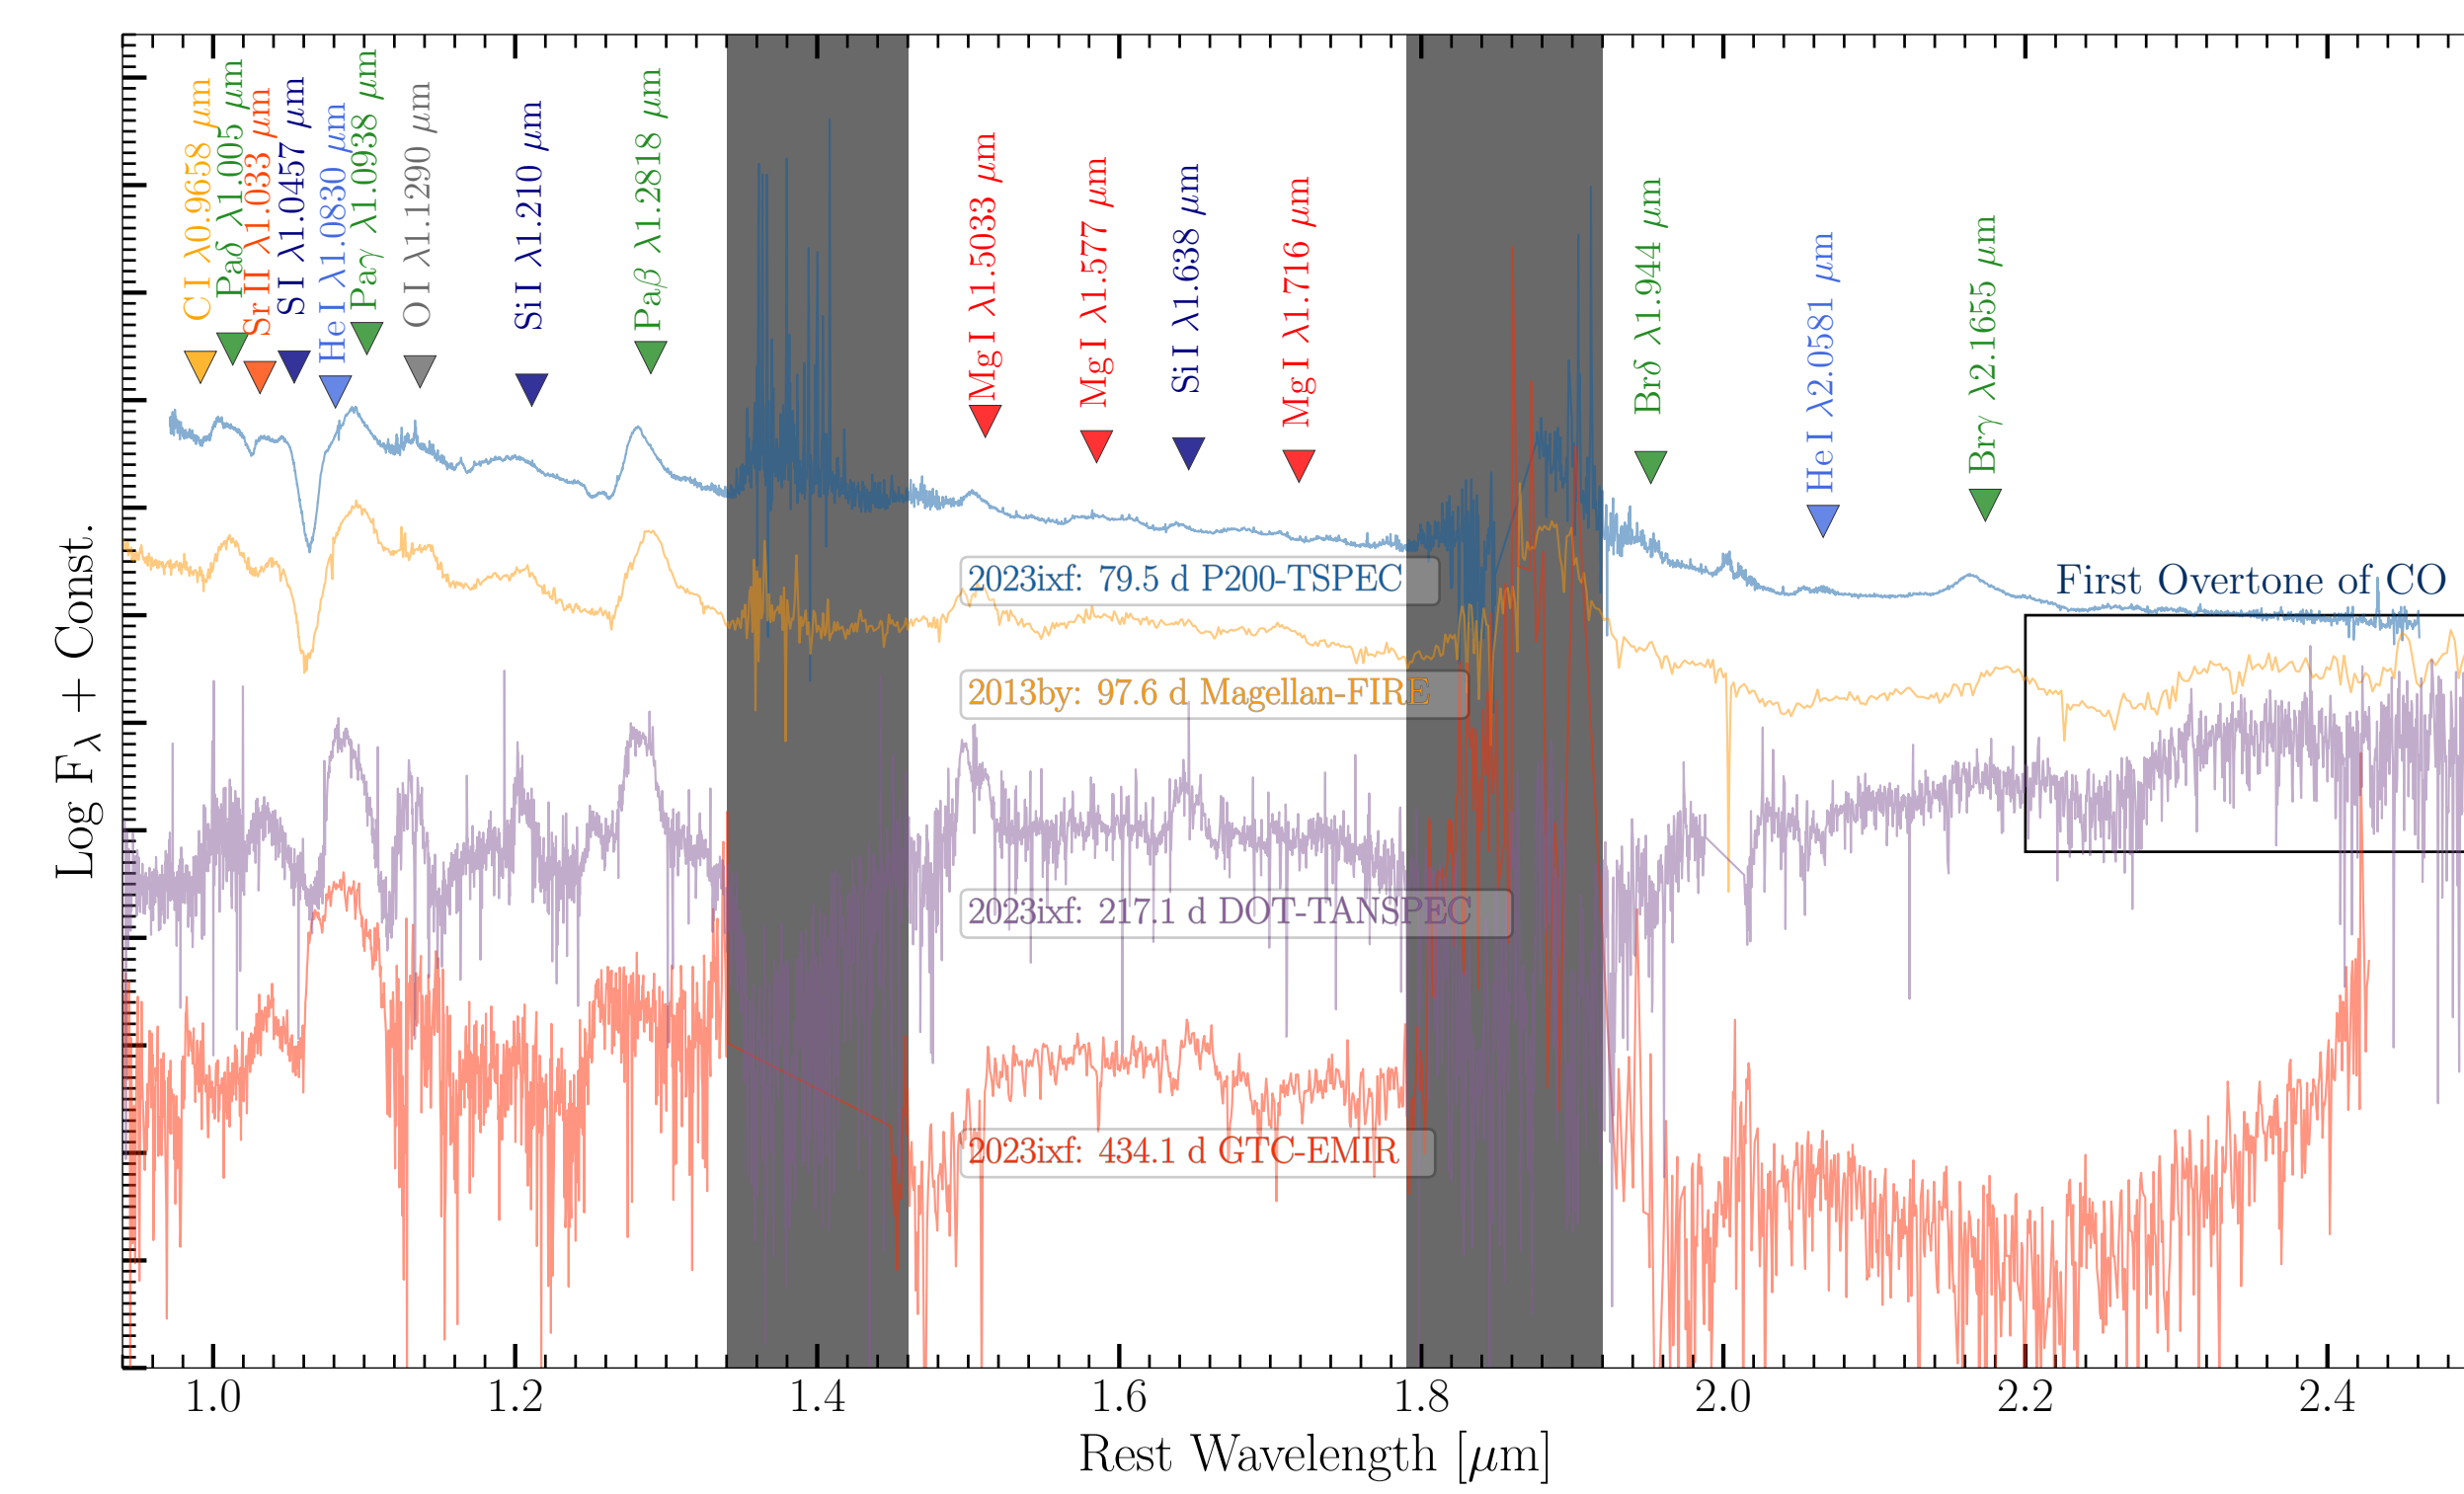 C I λ0.9658 μm
Paδ λ1.005 μm
Sr II λ1.033 μm
S I λ1.0457 μm
He I λ1.0830 μm
Paγ λ1.0938 μm
O I λ1.1290 μm
Si I λ1.210 μm
Paβ λ1.2818 μm
Mg I λ1.5033 μm
Mg I λ1.577 μm
Si I λ1.638 μm
Mg I λ1.716 μm
Brδ λ1.944 μm
He I λ2.0581 μm
Brγ λ2.1655 μm
2023ixf: 79.5 d P200-TSPEC
First Overtone of CO
2013by: 97.6 d Magellan-FIRE
2023ixf: 217.1 d DOT-TANSPEC
2023ixf: 434.1 d GTC-EMIR
Log Fλ + Const.
1.0 1.2 1.4 1.6 1.8 2.0 2.2 2.4
Rest Wavelength [μm]